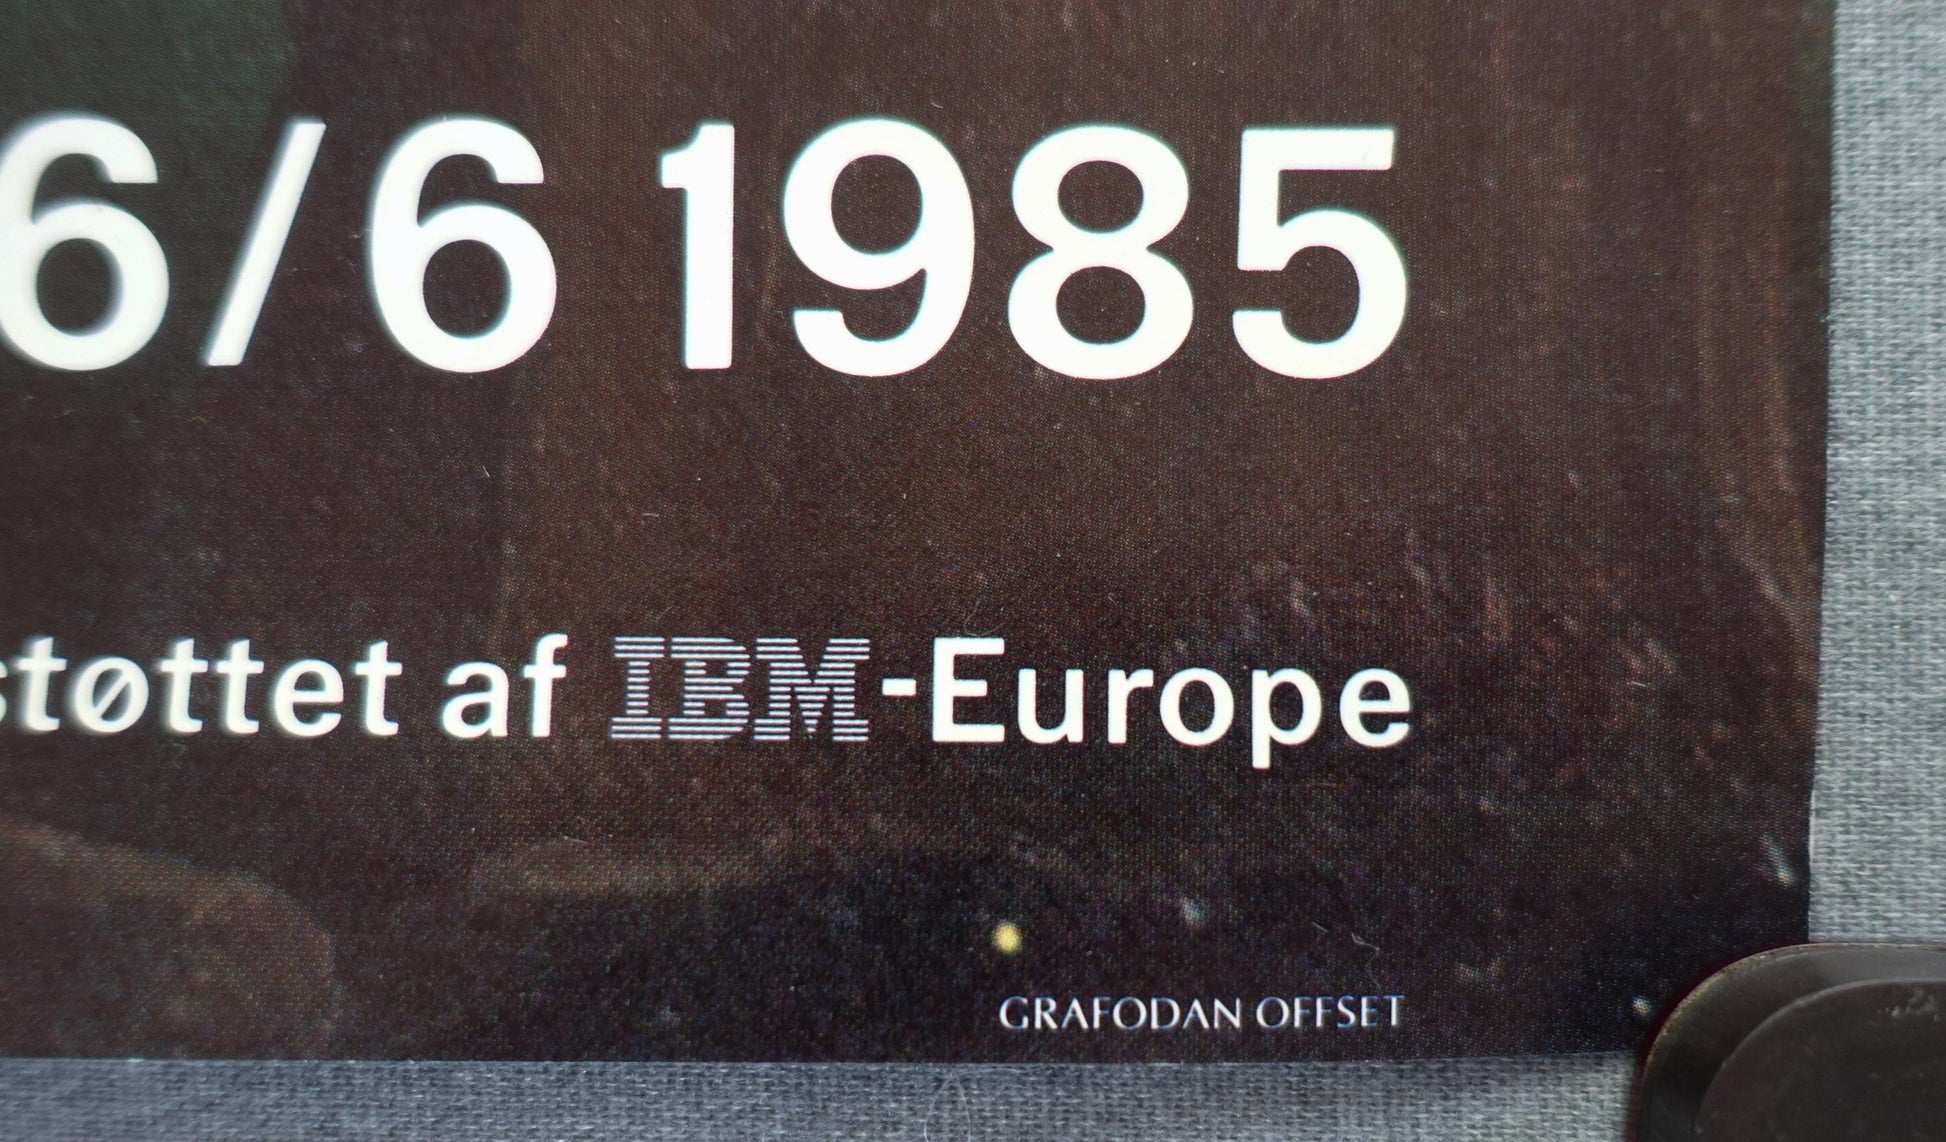 6/6 1985
støttet af IBM-Europe
GRAFODAN OFFSET